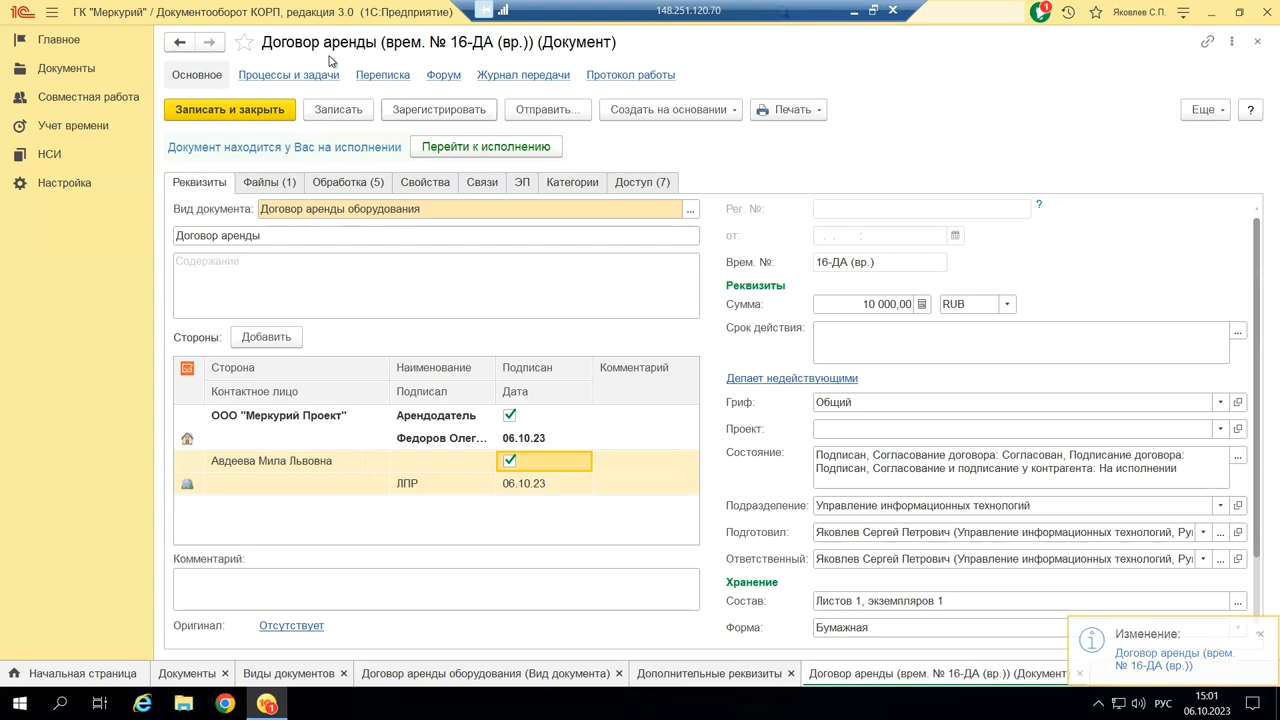 ГК "Меркурий" / Документооборот КОРП, редакция 3.0 (1С:Предприятие)
148.251.120.70
1
Яковлев С.П.
Главное
Документы
Совместная работа
Учет времени
НСИ
Настройка
Договор аренды (врем. № 16-ДА (вр.)) (Документ)
Основное
Процессы и задачи
Переписка
Форум
Журнал передачи
Протокол работы
Записать и закрыть
Записать
Зарегистрировать
Отправить...
Создать на основании
Печать
Еще
?
Документ находится у Вас на исполнении
Перейти к исполнению
Реквизиты
Файлы (1)
Обработка (5)
Свойства
Связи
ЭП
Категории
Доступ (7)
Вид документа: Договор аренды оборудования
...
Договор аренды
Содержание
Стороны:
Добавить
Сторона
Наименование
Подписан
Комментарий
Контактное лицо
Подписал
Дата
ООО "Меркурий Проект"
Арендодатель
Федоров Олег...
06.10.23
Авдеева Мила Львовна
ЛПР
06.10.23
Комментарий:
Оригинал:
Отсутствует
Рег. №:
?
от:
. . :
Врем. №:
16-ДА (вр.)
Реквизиты
Сумма:
10 000,00
RUB
Срок действия:
...
Делает недействующими
Гриф:
Общий
Проект:
Состояние:
Подписан, Согласование договора: Согласован, Подписание договора:
Подписан, Согласование и подписание у контрагента: На исполнении
...
Подразделение:
Управление информационных технологий
Подготовил:
Яковлев Сергей Петрович (Управление информационных технологий, Ру
...
Ответственный:
Яковлев Сергей Петрович (Управление информационных технологий, Ру
...
Хранение
Состав:
Листов 1, экземпляров 1
...
Форма:
Бумажная
Изменение:
Договор аренды (врем.
№ 16-ДА (вр.))
Начальная страница
Документы
Виды документов
Договор аренды оборудования (Вид документа)
Дополнительные реквизиты
Договор аренды (врем. № 16-ДА (вр.)) (Документ)
1
РУС
15:01
06.10.2023